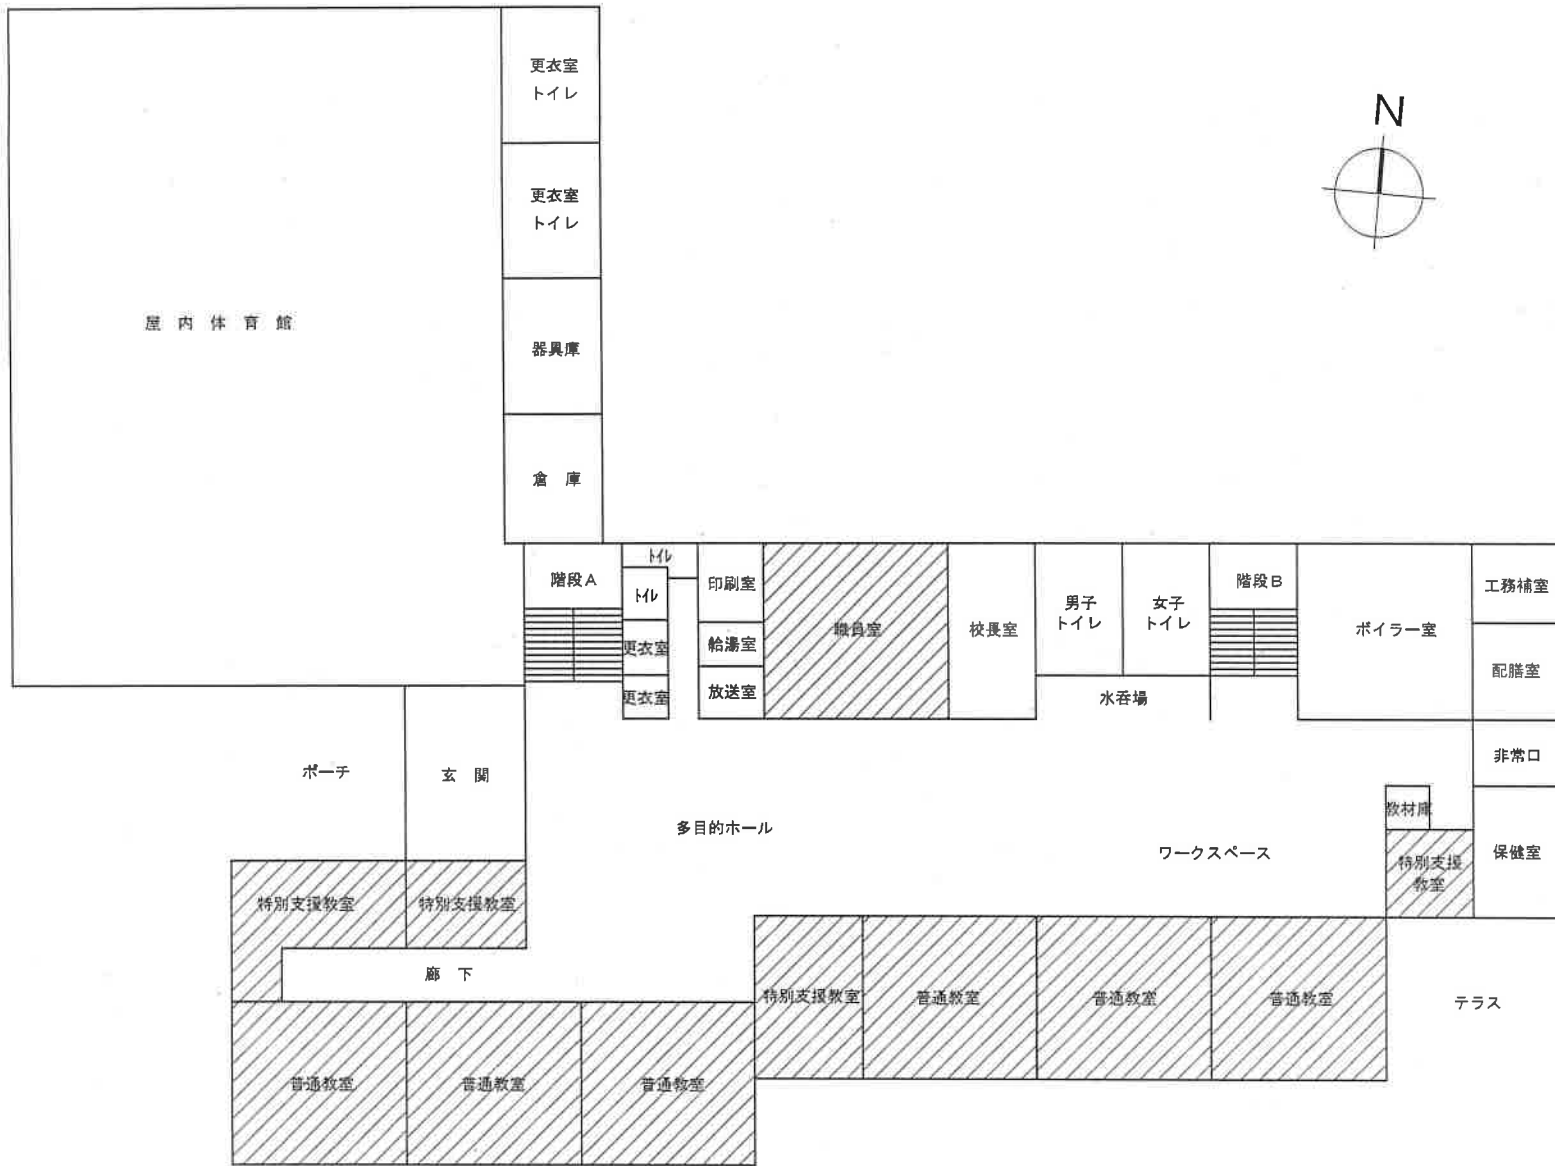 更衣室
トイレ
N
更衣室
トイレ
屋内体育館
器具庫
倉庫
トイレ
階段A
印刷室
階段B
工務補室
トイレ
男子
トイレ
女子
トイレ
職員室
校長室
ボイラー室
更衣室
給湯室
配膳室
更衣室
放送室
水呑場
ポーチ
玄関
非常口
教材庫
多目的ホール
ワークスペース
保健室
特別支援
教室
特別支援教室
特別支援教室
廊下
特別支援教室
普通教室
普通教室
普通教室
テラス
普通教室
普通教室
普通教室